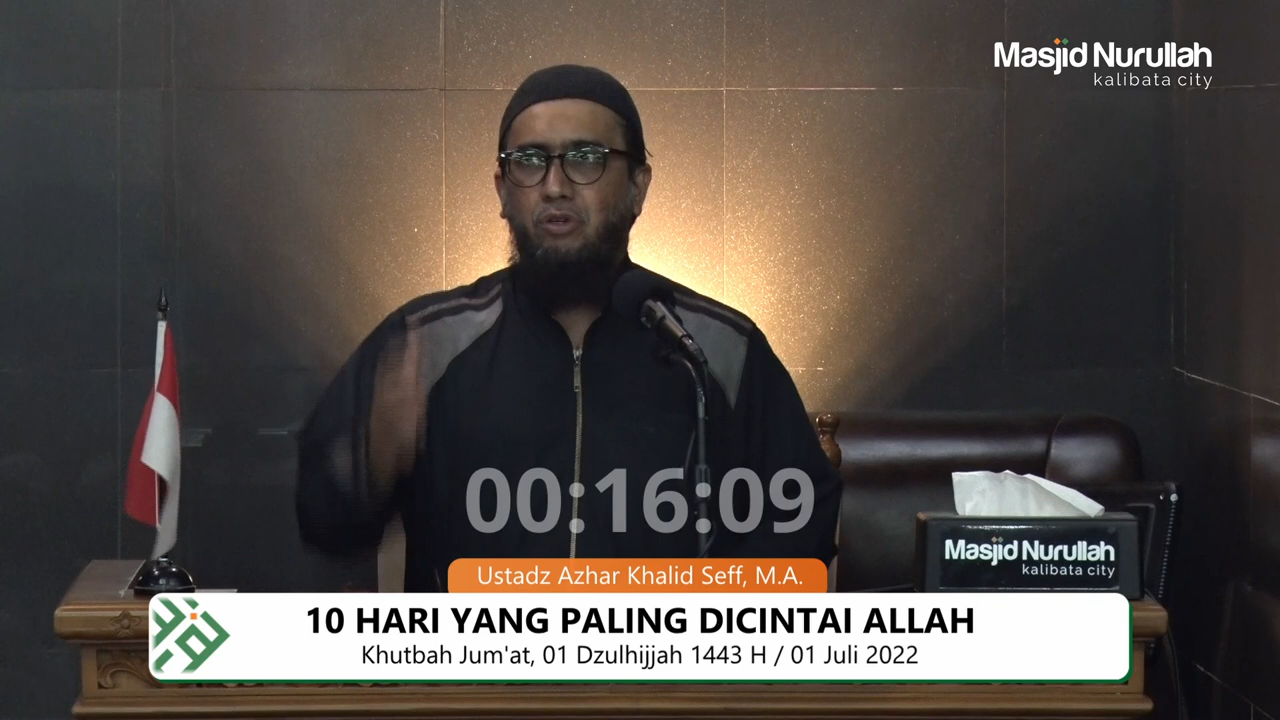 Masjid Nurullah
kalibata city
00:16:09
Masjid Nurullah
kalibata city
Ustadz Azhar Khalid Seff, M.A.
10 HARI YANG PALING DICINTAI ALLAH
Khutbah Jum'at, 01 Dzulhijjah 1443 H / 01 Juli 2022